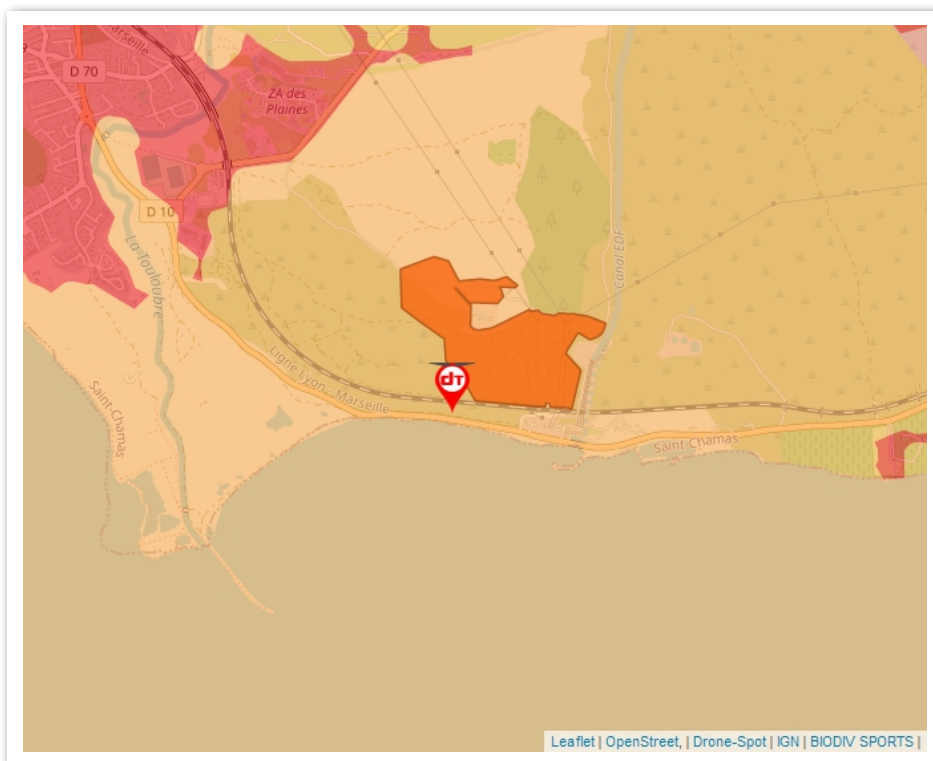 Marseille
D 70
ZA des
Plaines
D 10
La Touloubre
Canal EDF
Ligne Lyon - Marseille
Saint-Chamas
dT
Saint-Chamas
Leaflet | OpenStreet, | Drone-Spot | IGN | BIODIV SPORTS |